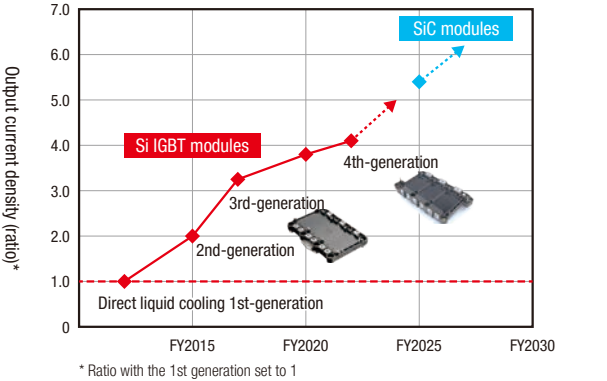 Output current density (ratio)*
7.0
6.0
5.0
4.0
3.0
2.0
1.0
0
SiC modules
Si IGBT modules
4th-generation
3rd-generation
2nd-generation
Direct liquid cooling 1st-generation
FY2015
FY2020
FY2025
FY2030
* Ratio with the 1st generation set to 1